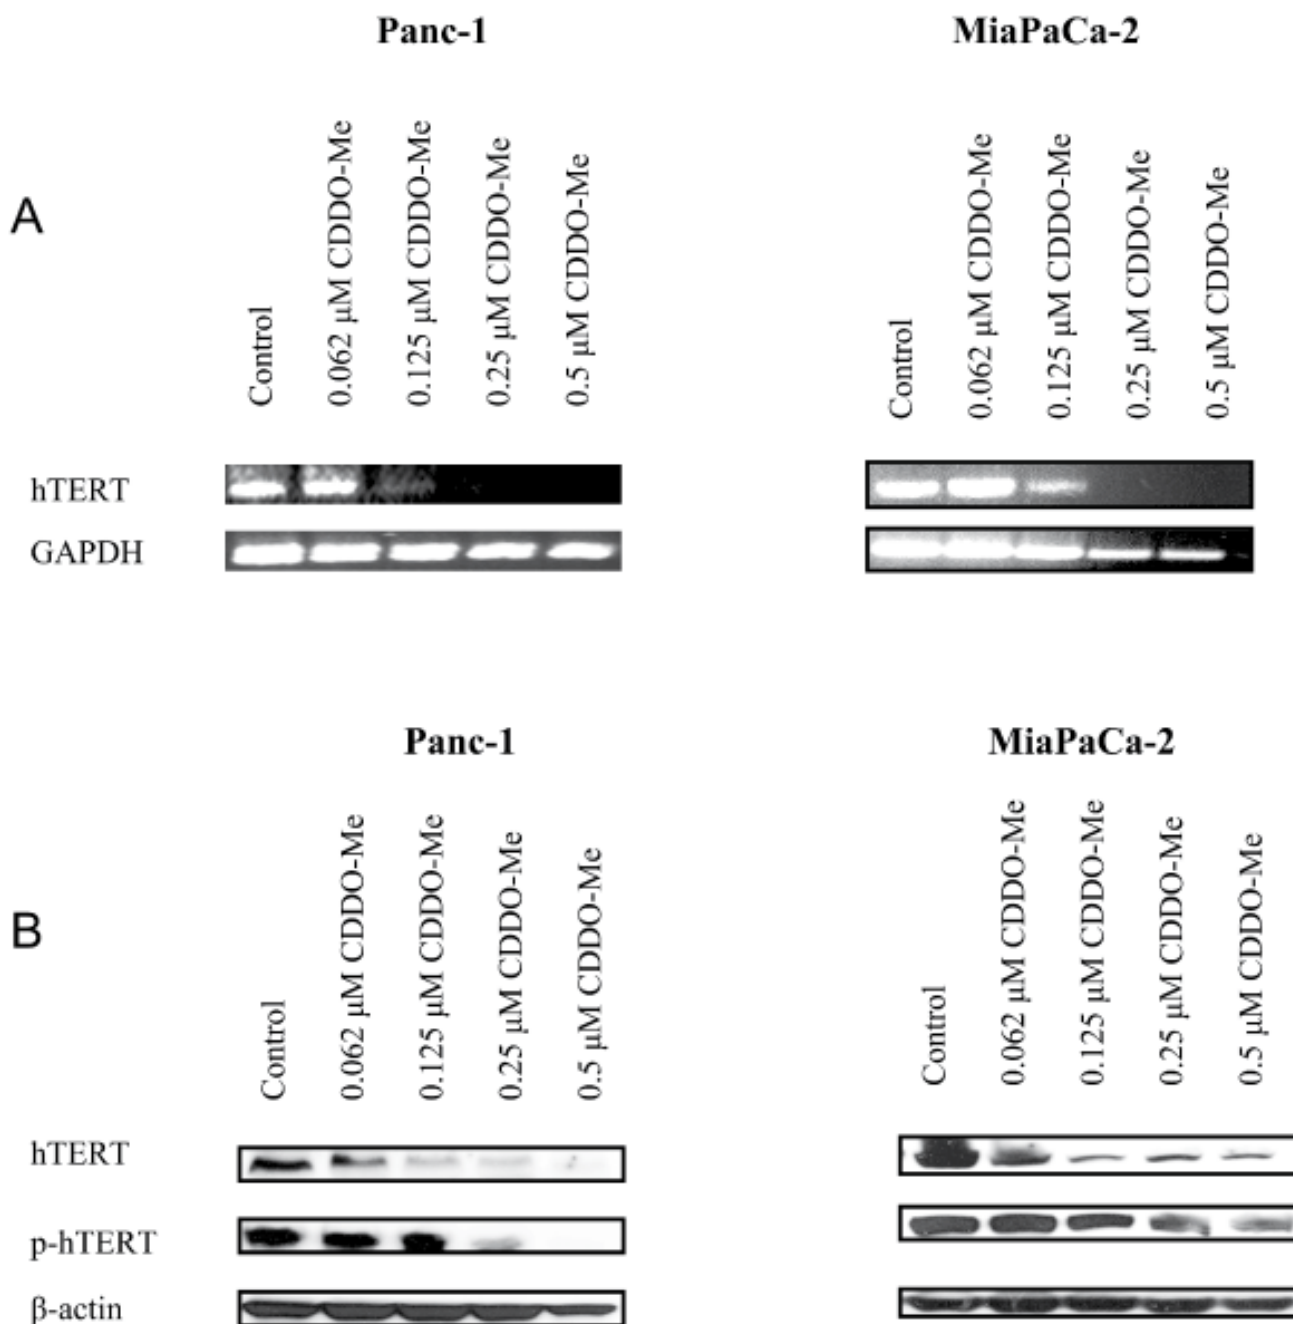 Panc-1
MiaPaCa-2
A
Control
0.062 μM CDDO-Me
0.125 μM CDDO-Me
0.25 μM CDDO-Me
0.5 μM CDDO-Me
Control
0.062 μM CDDO-Me
0.125 μM CDDO-Me
0.25 μM CDDO-Me
0.5 μM CDDO-Me
hTERT
GAPDH
Panc-1
MiaPaCa-2
B
Control
0.062 μM CDDO-Me
0.125 μM CDDO-Me
0.25 μM CDDO-Me
0.5 μM CDDO-Me
Control
0.062 μM CDDO-Me
0.125 μM CDDO-Me
0.25 μM CDDO-Me
0.5 μM CDDO-Me
hTERT
p-hTERT
β-actin